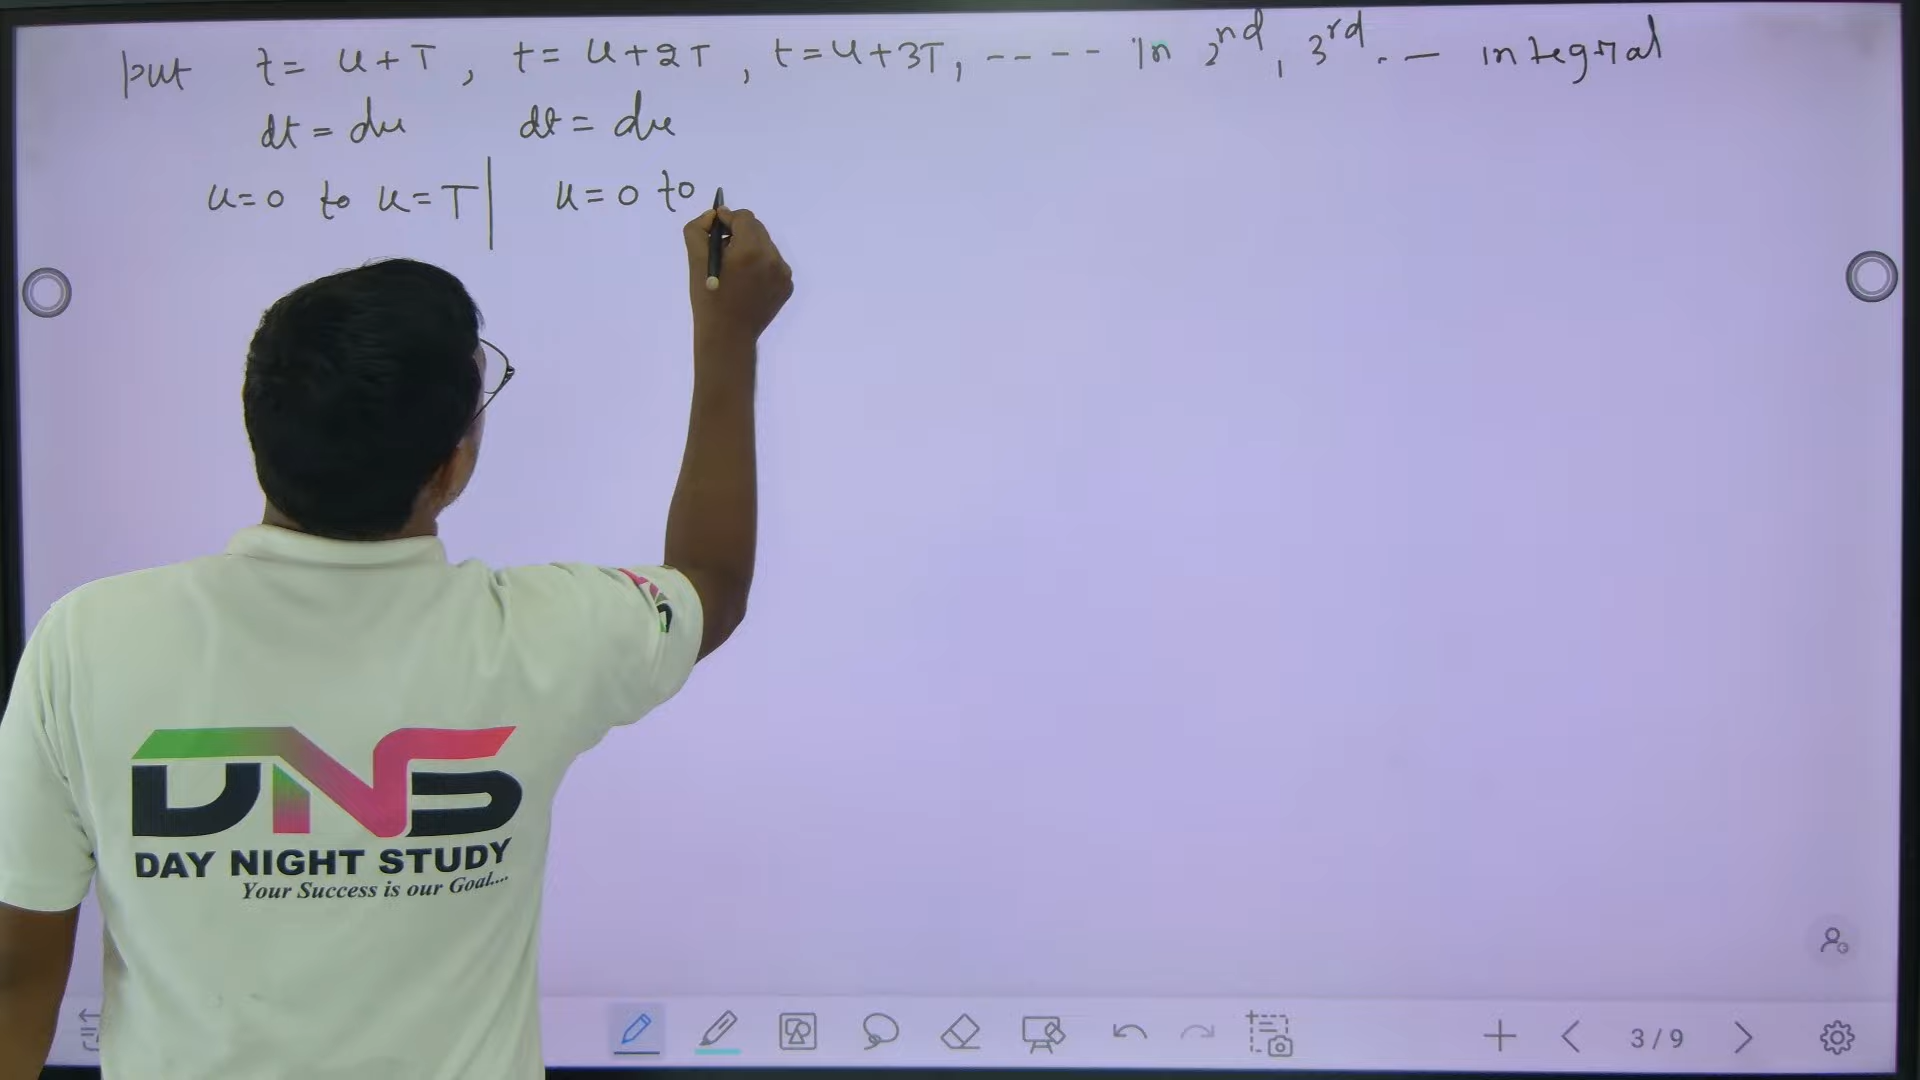 put t = u+T, t = u+2T, t = u+3T, ---- in 2nd, 3rd.— integral
dt = du dt = du
u=0 to u=T | u=0 to
DNS
DAY NIGHT STUDY
Your Success is our Goal....
3/9